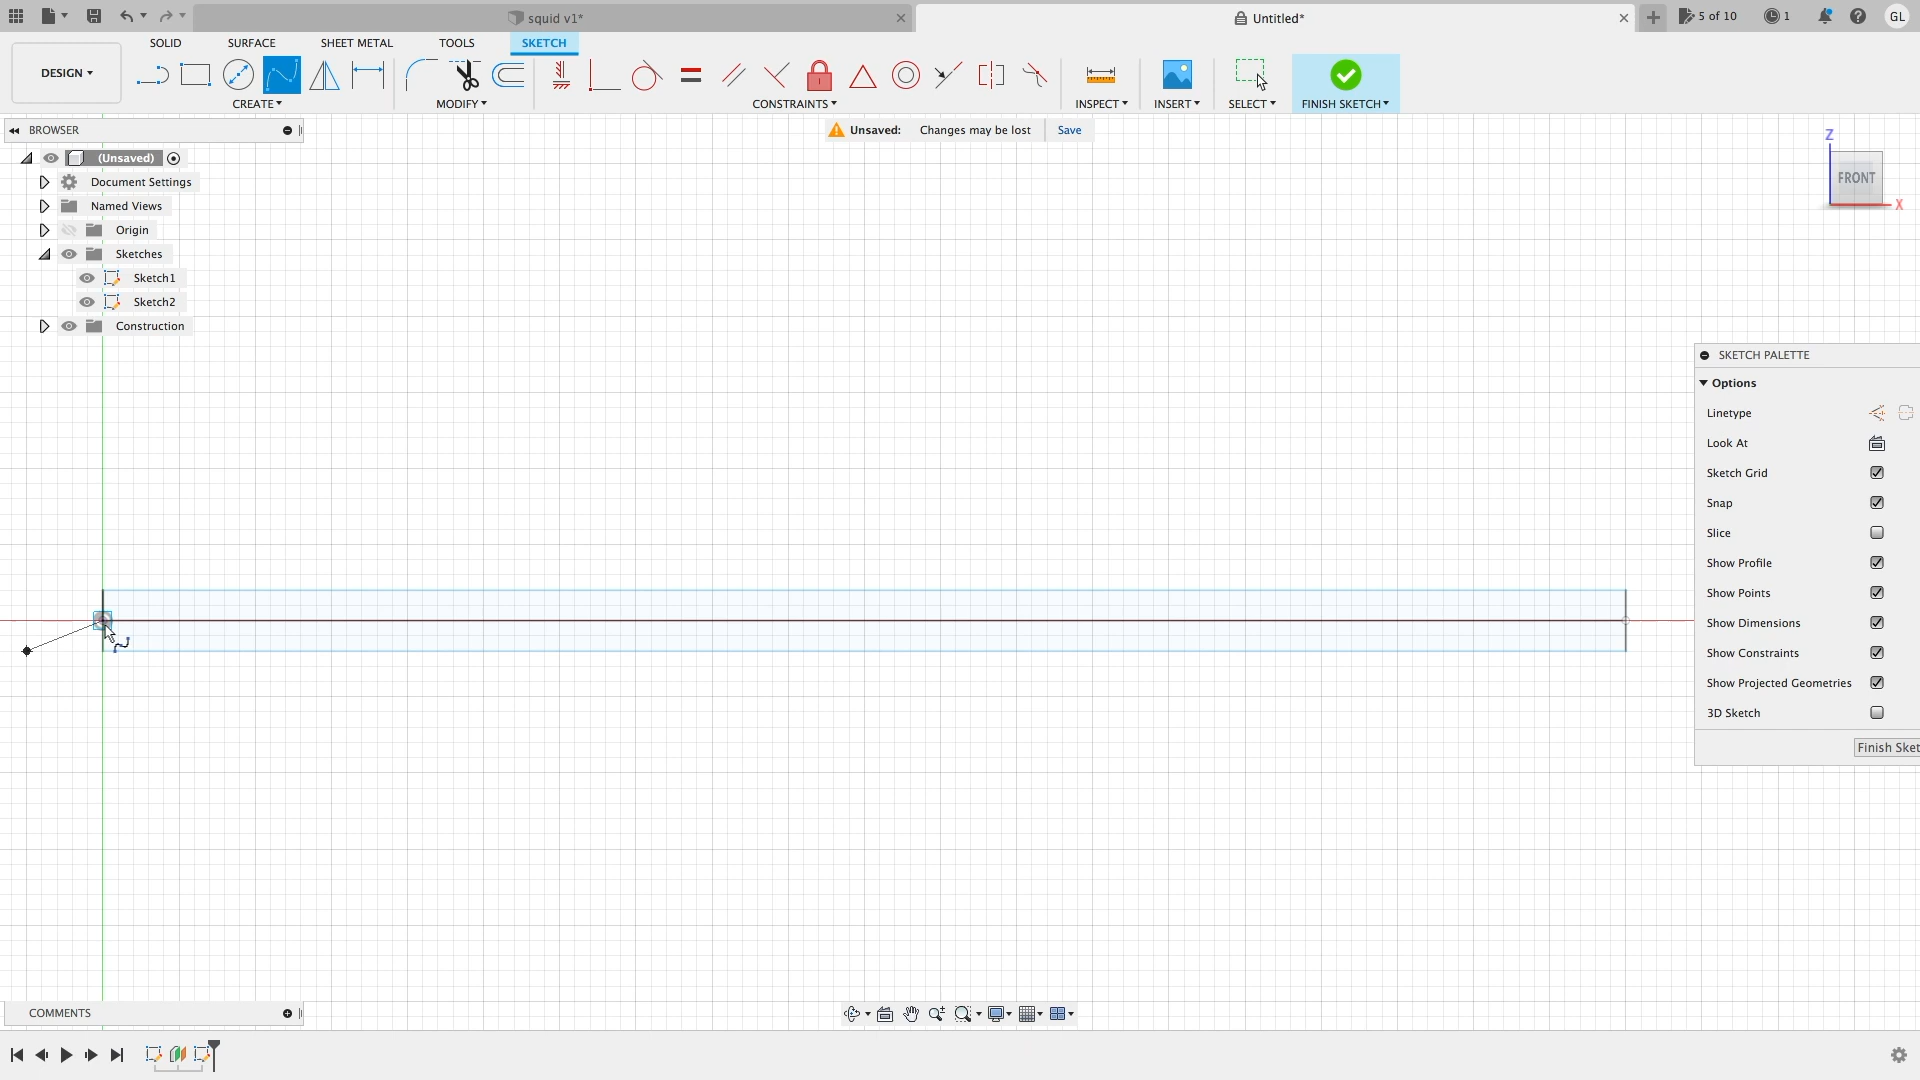 squid v1*
Untitled*
5 of 10
1
GL
SOLID
SURFACE
SHEET METAL
TOOLS
SKETCH
DESIGN
CREATE
MODIFY
CONSTRAINTS
INSPECT
INSERT
SELECT
FINISH SKETCH
BROWSER
Unsaved:
Changes may be lost
Save
(Unsaved)
Document Settings
Named Views
Origin
Sketches
Sketch1
Sketch2
Construction
Z
FRONT
X
SKETCH PALETTE
Options
Linetype
Look At
Sketch Grid
Snap
Slice
Show Profile
Show Points
Show Dimensions
Show Constraints
Show Projected Geometries
3D Sketch
Finish Sket
COMMENTS